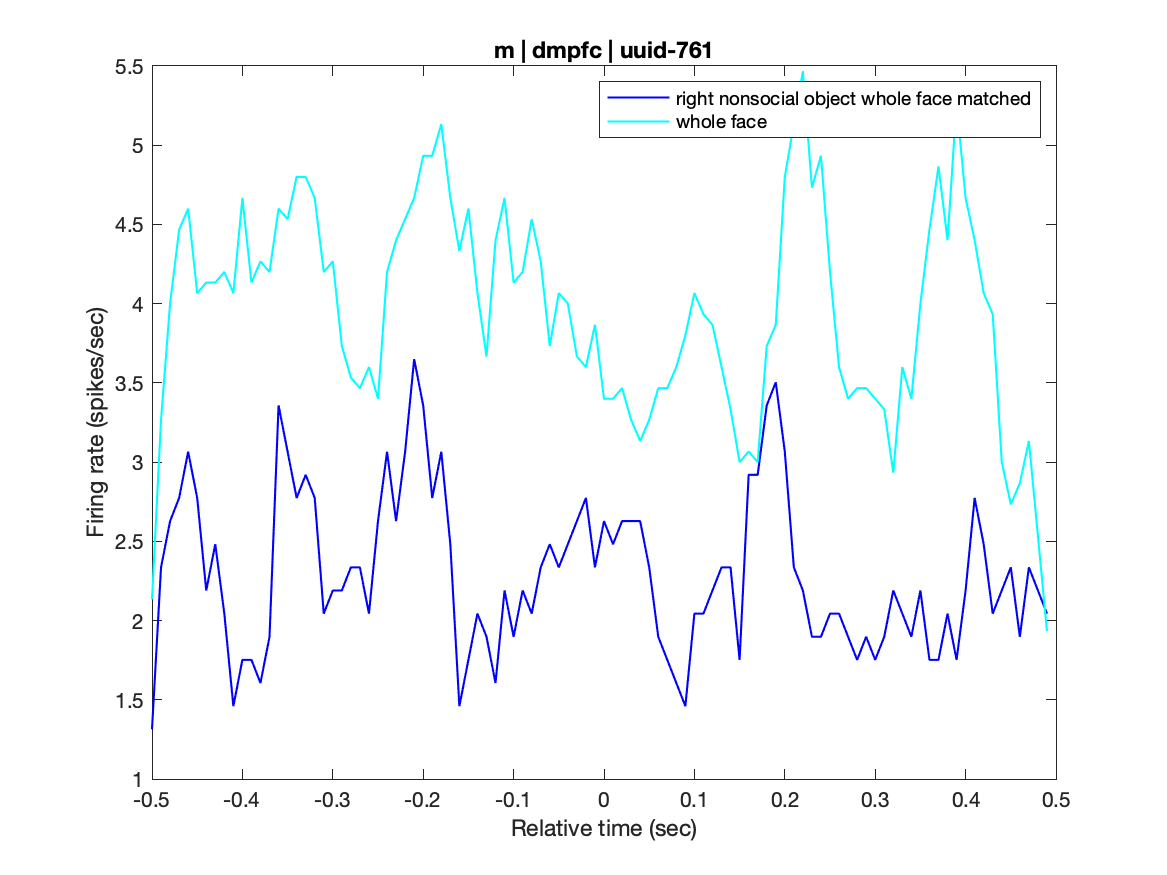 m | dmpfc | uuid-761
right nonsocial object whole face matched
whole face
5.5
5
4.5
4
3.5
3
2.5
2
1.5
1
Firing rate (spikes/sec)
-0.5 -0.4 -0.3 -0.2 -0.1 0 0.1 0.2 0.3 0.4 0.5
Relative time (sec)